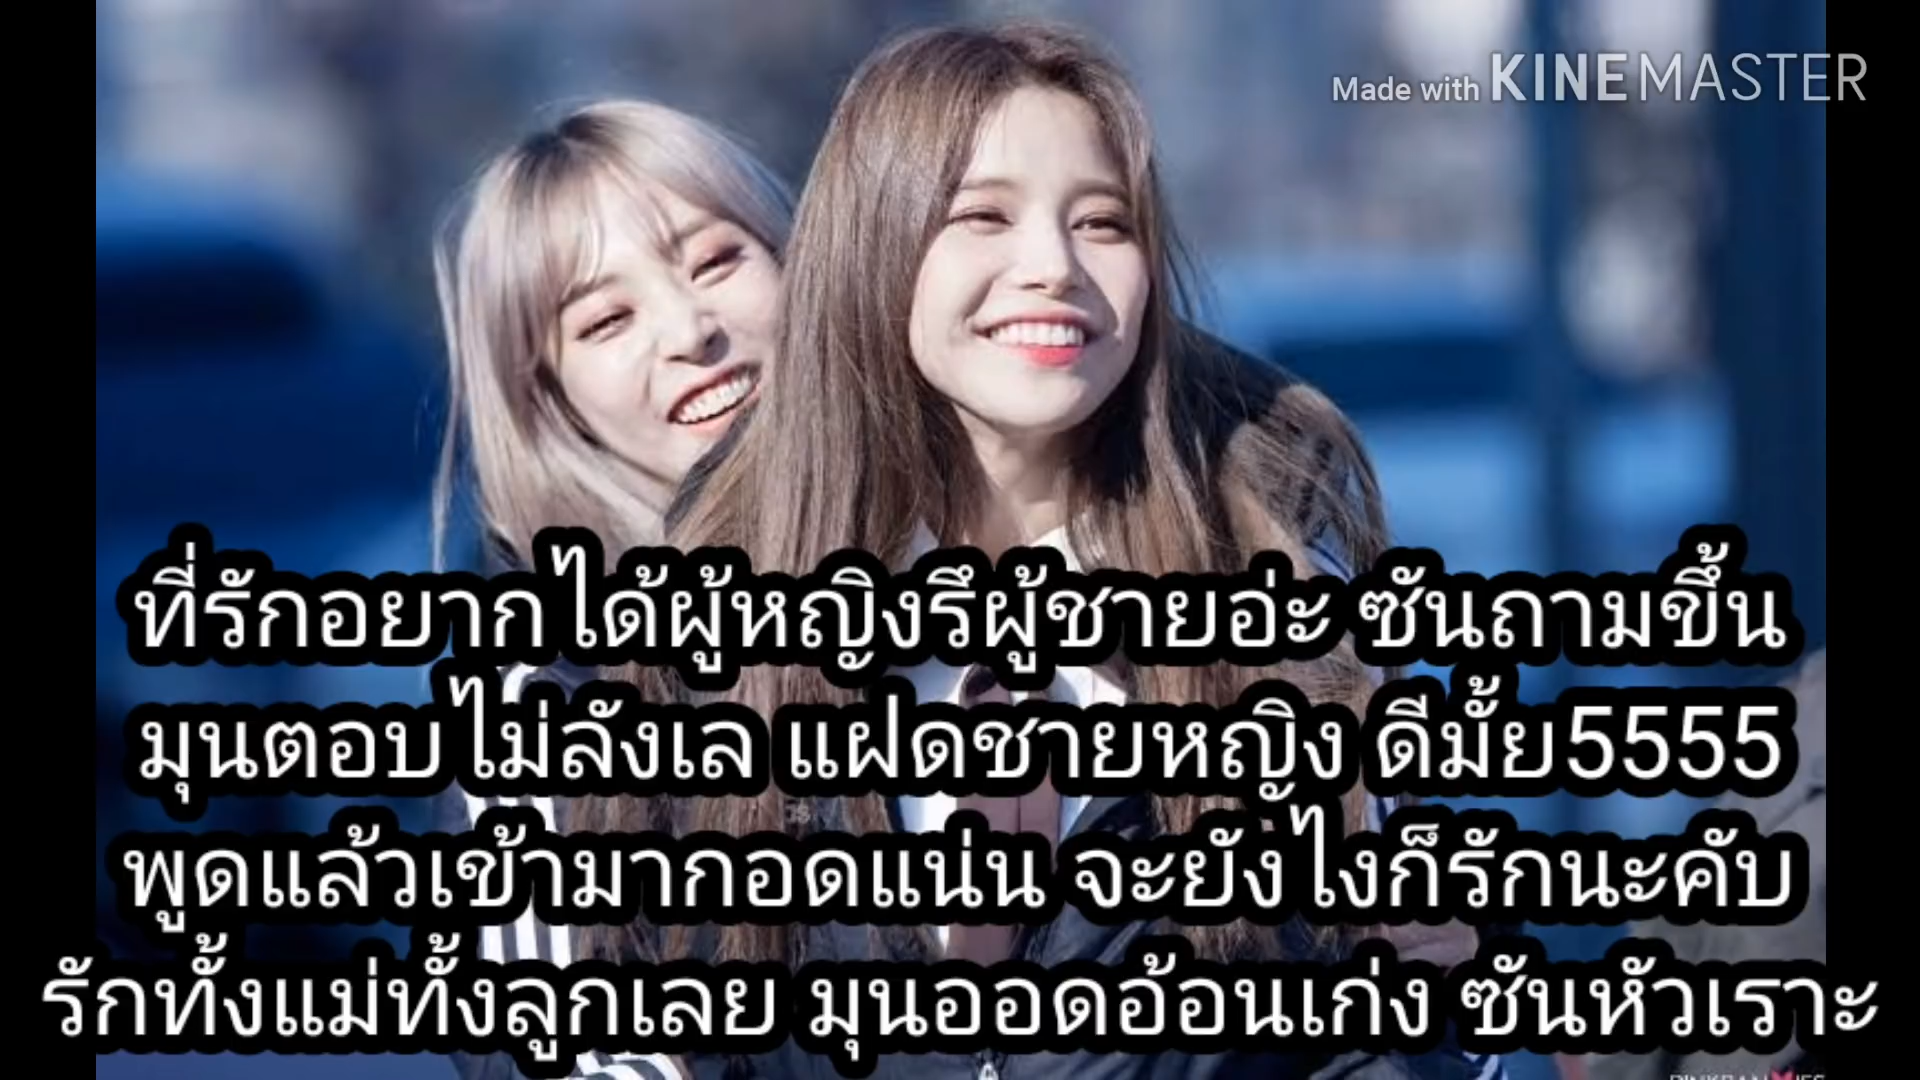 Made with KINEMASTER
ที่รักอยากได้ผู้หญิงรึผู้ชายอ่ะ ซันถามขึ้น
มุนตอบไม่ลังเล แฝดชายหญิง ดีมั้ย5555
พูดแล้วเข้ามากอดแน่น จะยังไงก็รักนะคับ
รักทั้งแม่ทั้งลูกเลย มุนออดอ้อนเก่ง ซันหัวเราะ